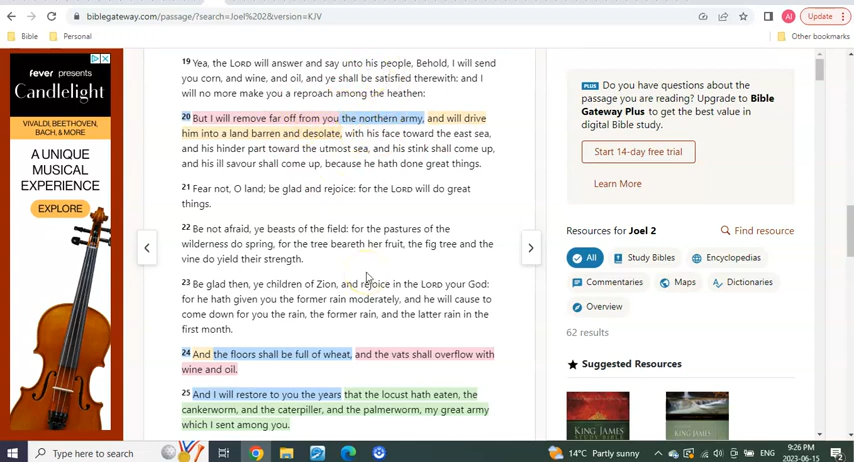 biblegateway.com/passage/?search=Joel%202&version=KJV
AI
Update
Bible
Personal
Other bookmarks
fever PRESENTS
CANDLELIGHT
VIVALDI, BEETHOVEN,
BACH, & MORE
A UNIQUE
MUSICAL
EXPERIENCE
EXPLORE
19 Yea, the LORD will answer and say unto his people, Behold, I will send
you corn, and wine, and oil, and ye shall be satisfied therewith: and I
will no more make you a reproach among the heathen:
20 But I will remove far off from you the northern army, and will drive
him into a land barren and desolate, with his face toward the east sea,
and his hinder part toward the utmost sea, and his stink shall come up,
and his ill savour shall come up, because he hath done great things.
21 Fear not, O land; be glad and rejoice: for the LORD will do great
things.
22 Be not afraid, ye beasts of the field: for the pastures of the
wilderness do spring, for the tree beareth her fruit, the fig tree and the
vine do yield their strength.
23 Be glad then, ye children of Zion, and rejoice in the LORD your God:
for he hath given you the former rain moderately, and he will cause to
come down for you the rain, the former rain, and the latter rain in the
first month.
24 And the floors shall be full of wheat, and the vats shall overflow with
wine and oil.
25 And I will restore to you the years that the locust hath eaten, the
cankerworm, and the caterpiller, and the palmerworm, my great army
which I sent among you.
PLUS Do you have questions about the
passage you are reading? Upgrade to Bible
Gateway Plus to get the best value in
digital Bible study.
Start 14-day free trial
Learn More
Resources for Joel 2
Find resource
All
Study Bibles
Encyclopedias
Commentaries
Maps
Dictionaries
Overview
62 results
Suggested Resources
KING JAMES
STUDY BIBLE
KING JAMES
Type here to search
14°C Partly sunny
ENG
9:26 PM
2023-06-15
2